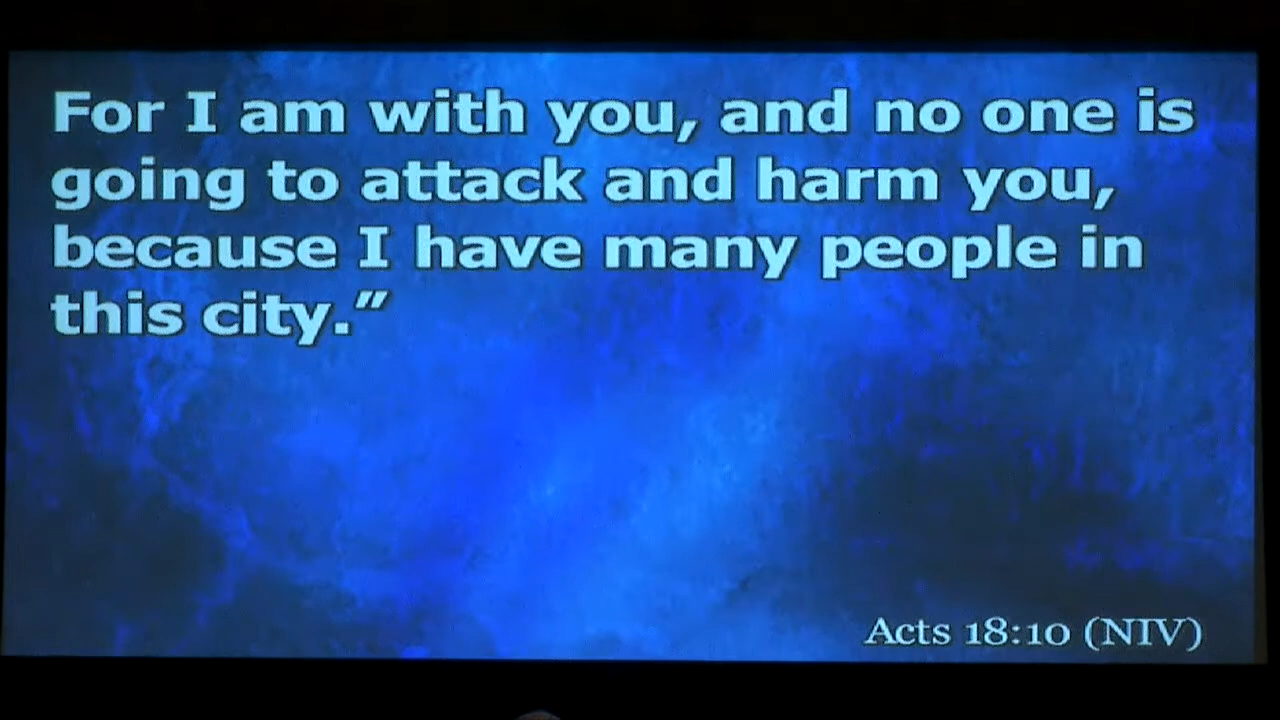 For I am with you, and no one is
going to attack and harm you,
because I have many people in
this city.”
Acts 18:10 (NIV)